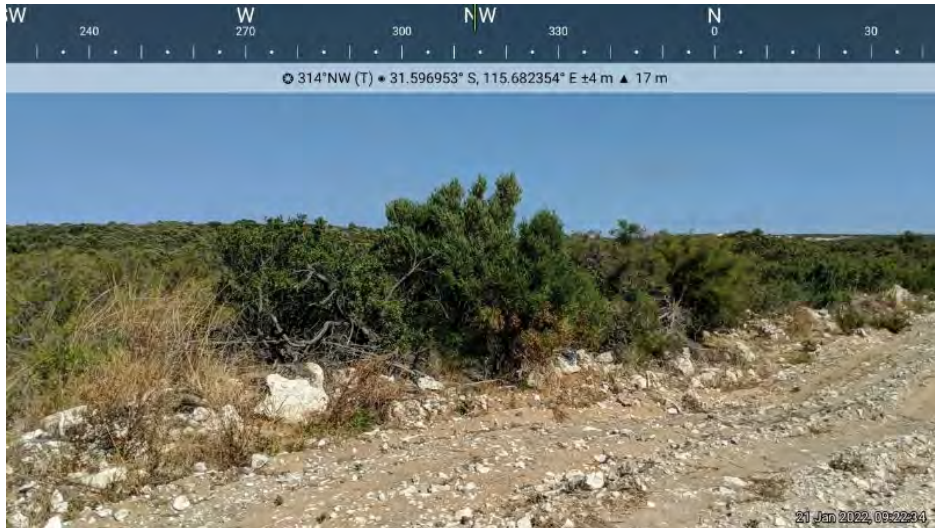 SW W NW N
240 270 300 330 0 30
314°NW (T) ● 31.596953° S, 115.682354° E ±4 m ▲ 17 m
21 Jan 2022, 09:22:34